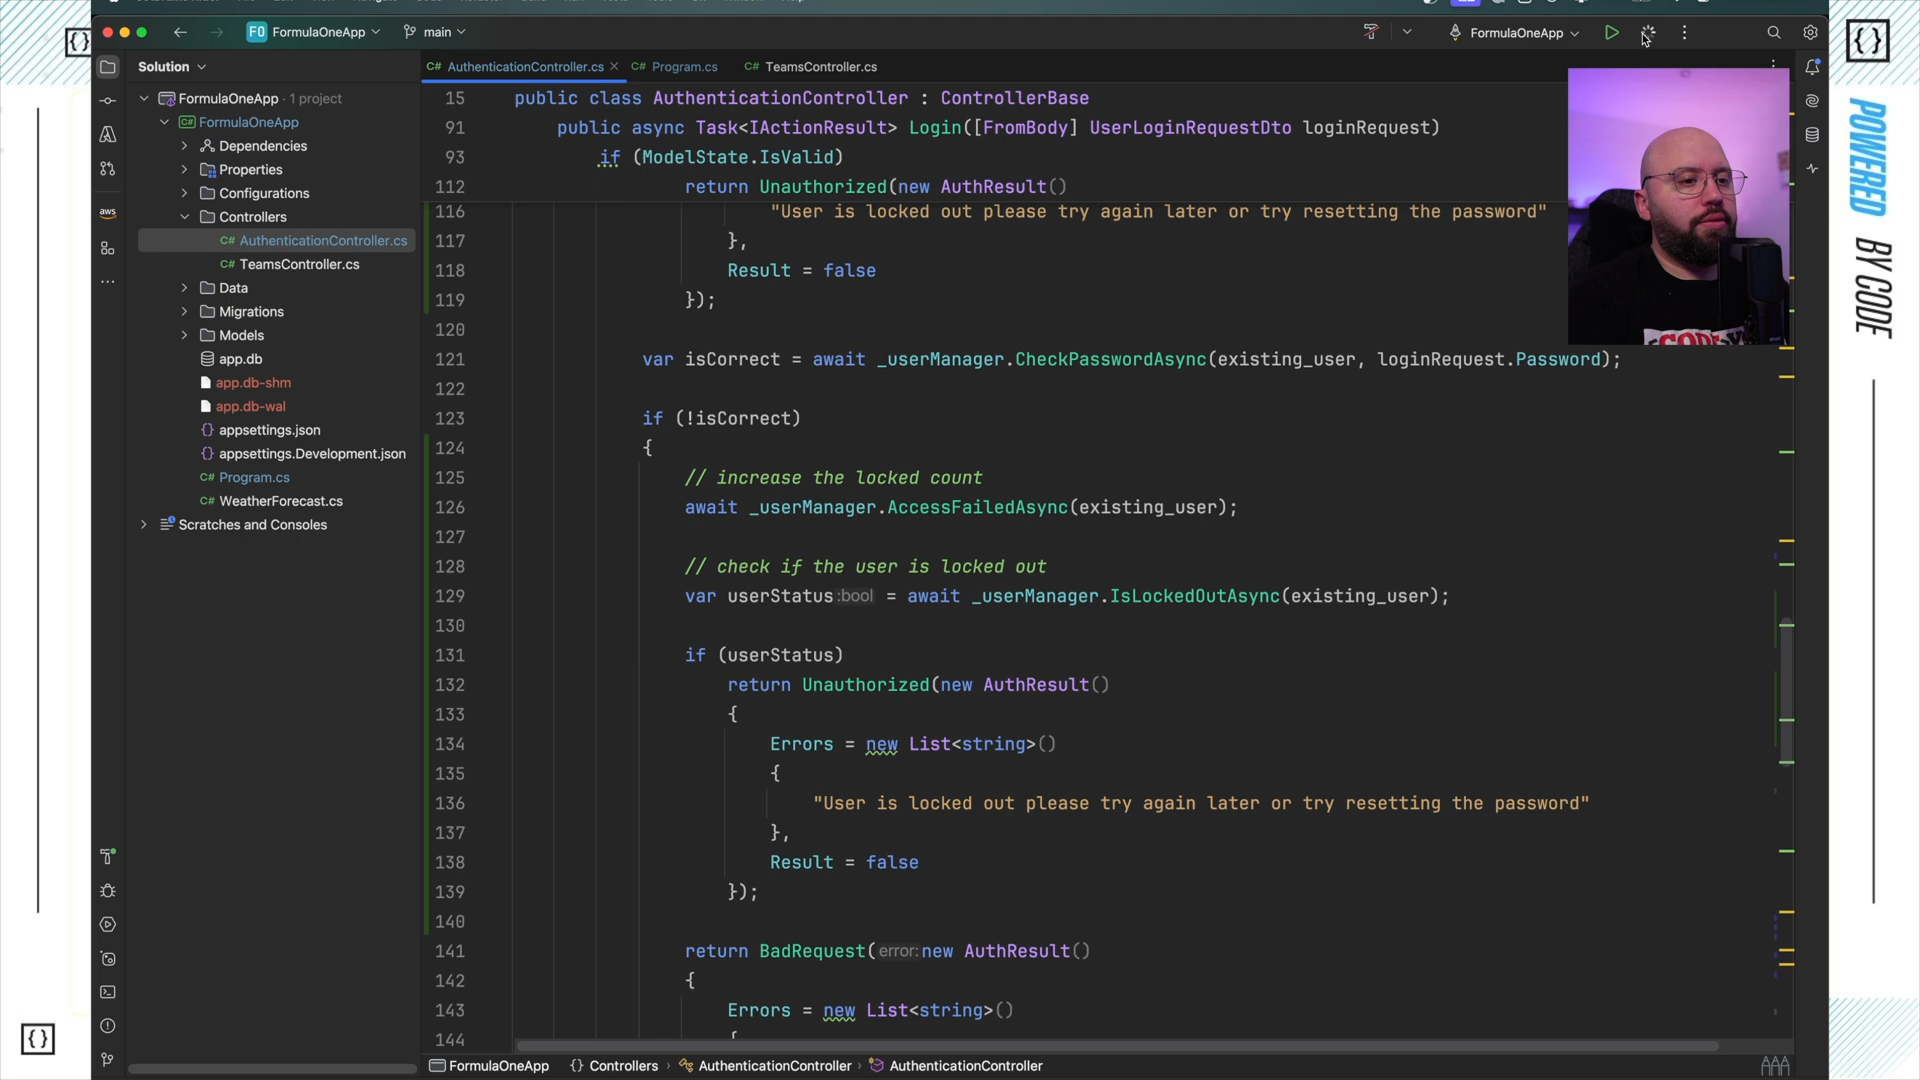 FO FormulaOneApp main FormulaOneApp
Solution
AuthenticationController.cs Program.cs TeamsController.cs
FormulaOneApp · 1 project
C# FormulaOneApp
Dependencies
Properties
Configurations
Controllers
C# AuthenticationController.cs
C# TeamsController.cs
Data
Migrations
Models
app.db
app.db-shm
app.db-wal
{} appsettings.json
{} appsettings.Development.json
C# Program.cs
C# WeatherForecast.cs
Scratches and Consoles
aws
15 public class AuthenticationController : ControllerBase
91 public async Task<IActionResult> Login([FromBody] UserLoginRequestDto loginRequest)
93 if (ModelState.IsValid)
112 return Unauthorized(new AuthResult()
116 "User is locked out please try again later or try resetting the password"
117 },
118 Result = false
119 });
120
121 var isCorrect = await _userManager.CheckPasswordAsync(existing_user, loginRequest.Password);
122
123 if (!isCorrect)
124 {
125 // increase the locked count
126 await _userManager.AccessFailedAsync(existing_user);
127
128 // check if the user is locked out
129 var userStatus:bool = await _userManager.IsLockedOutAsync(existing_user);
130
131 if (userStatus)
132 return Unauthorized(new AuthResult()
133 {
134 Errors = new List<string>()
135 {
136 "User is locked out please try again later or try resetting the password"
137 },
138 Result = false
139 });
140
141 return BadRequest(error:new AuthResult()
142 {
143 Errors = new List<string>()
144 {
FormulaOneApp {} Controllers › AuthenticationController › AuthenticationController
POWERED BY CODE
{}
{}
{}